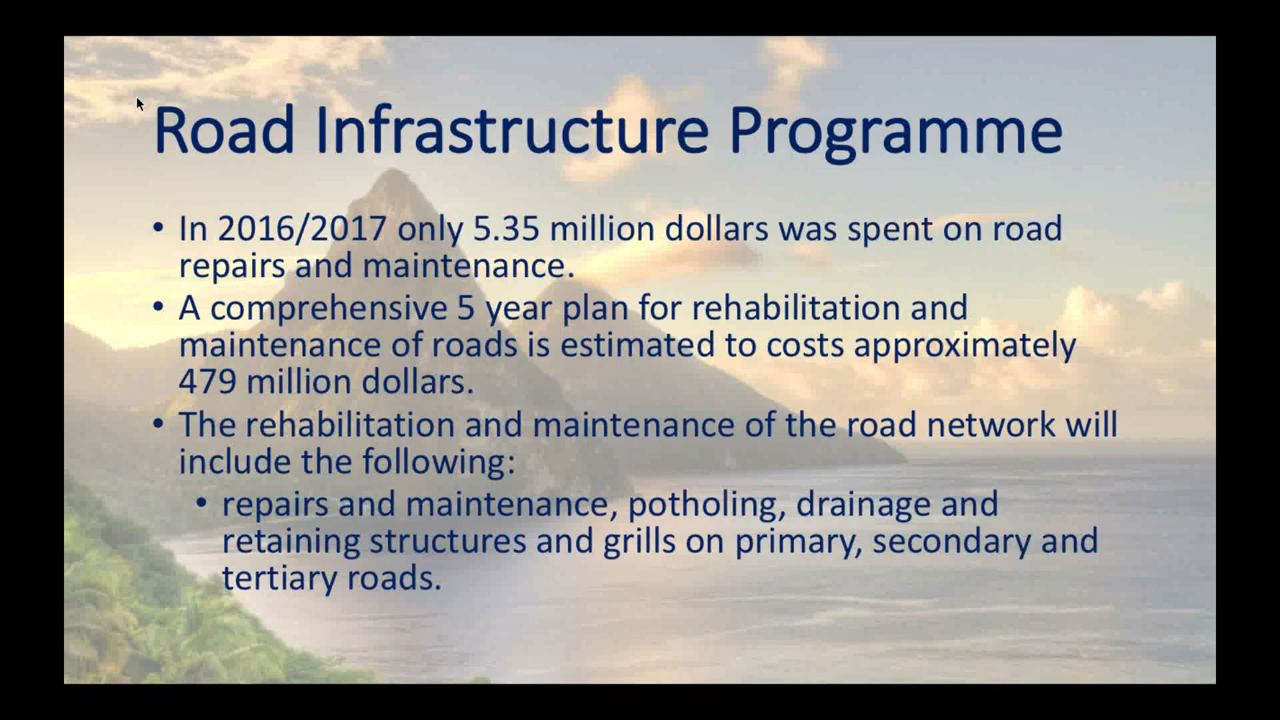 Road Infrastructure Programme
• In 2016/2017 only 5.35 million dollars was spent on road
repairs and maintenance.
• A comprehensive 5 year plan for rehabilitation and
maintenance of roads is estimated to costs approximately
479 million dollars.
• The rehabilitation and maintenance of the road network will
include the following:
• repairs and maintenance, potholing, drainage and
retaining structures and grills on primary, secondary and
tertiary roads.